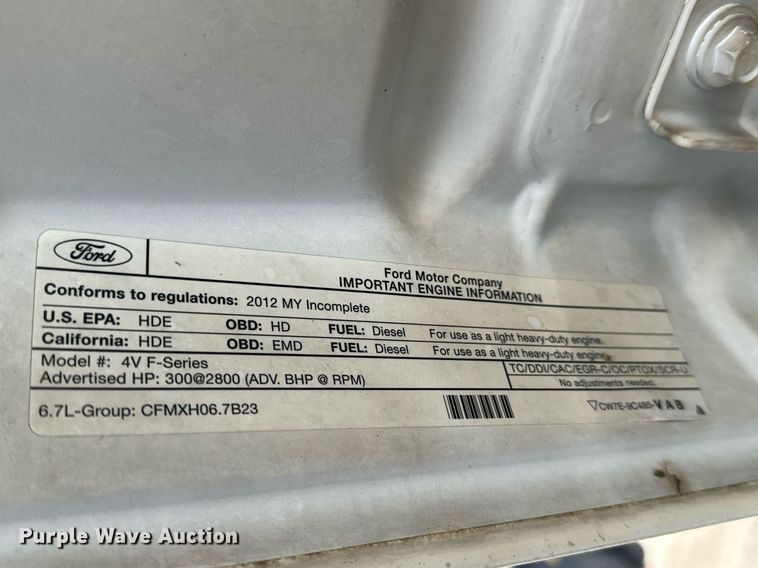 Ford
Ford Motor Company
IMPORTANT ENGINE INFORMATION
Conforms to regulations: 2012 MY Incomplete
U.S. EPA: HDE OBD: HD FUEL: Diesel For use as a light heavy-duty engine.
California: HDE OBD: EMD FUEL: Diesel For use as a light heavy-duty engine.
Model #: 4V F-Series TC/DDI/CAC/EGR-C/OC/PTOX/SCR-U
Advertised HP: 300@2800 (ADV. BHP @ RPM) No adjustments needed.
6.7L-Group: CFMXH06.7B23 CW7E-9C485-VAB
Purple Wave Auction